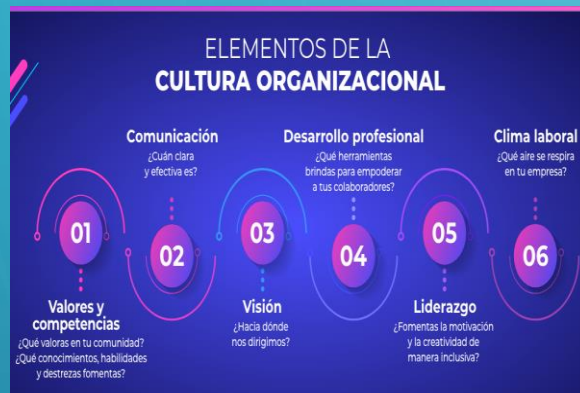 ELEMENTOS DE LA
CULTURA ORGANIZACIONAL
01
Valores y
competencias
¿Qué valoras en tu comunidad?
¿Qué conocimientos, habilidades
y destrezas fomentas?
02
Comunicación
¿Cuán clara
y efectiva es?
03
Visión
¿Hacia dónde
nos dirigimos?
04
Desarrollo profesional
¿Qué herramientas
brindas para empoderar
a tus colaboradores?
05
Liderazgo
¿Fomentas la motivación
y la creatividad de
manera inclusiva?
06
Clima laboral
¿Qué aire se respira
en tu empresa?